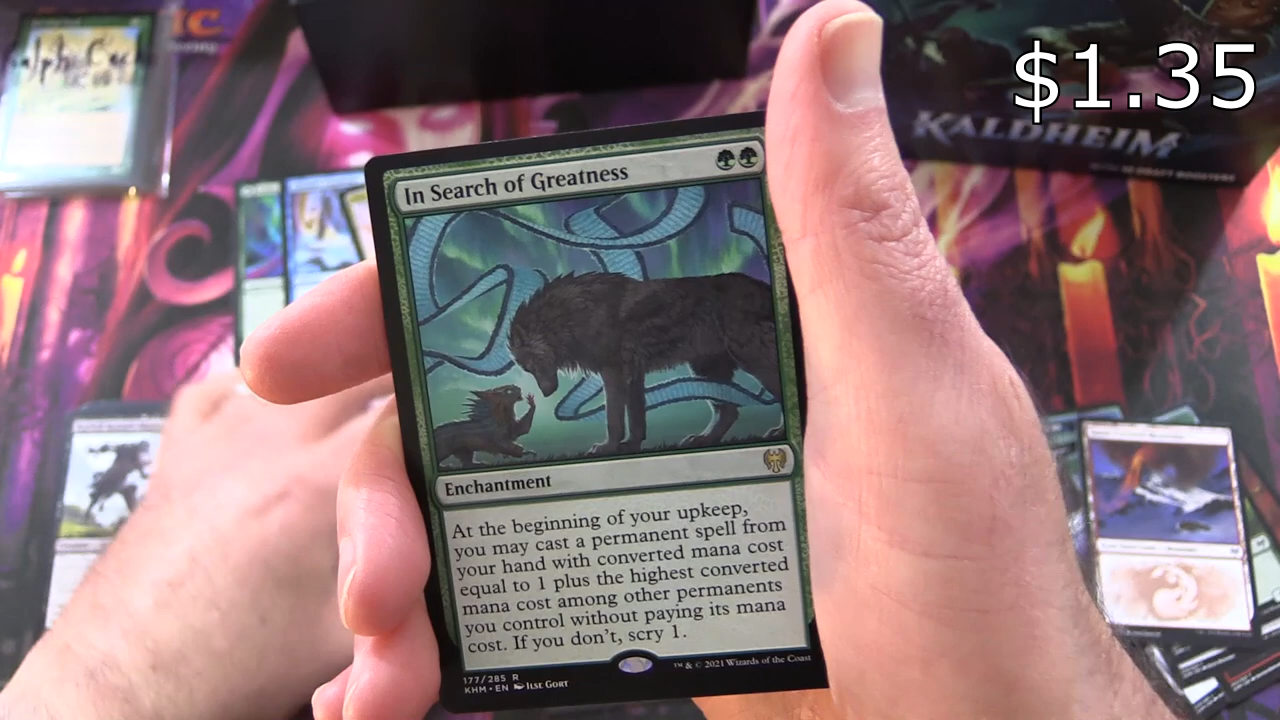 $1.35
KALDHEIM
In Search of Greatness
Enchantment
At the beginning of your upkeep,
you may cast a permanent spell from
your hand with converted mana cost
equal to 1 plus the highest converted
mana cost among other permanents
you control without paying its mana
cost. If you don't, scry 1.
177/285 R
KHM • EN ILSE GORT
™ & © 2021 Wizards of the Coast